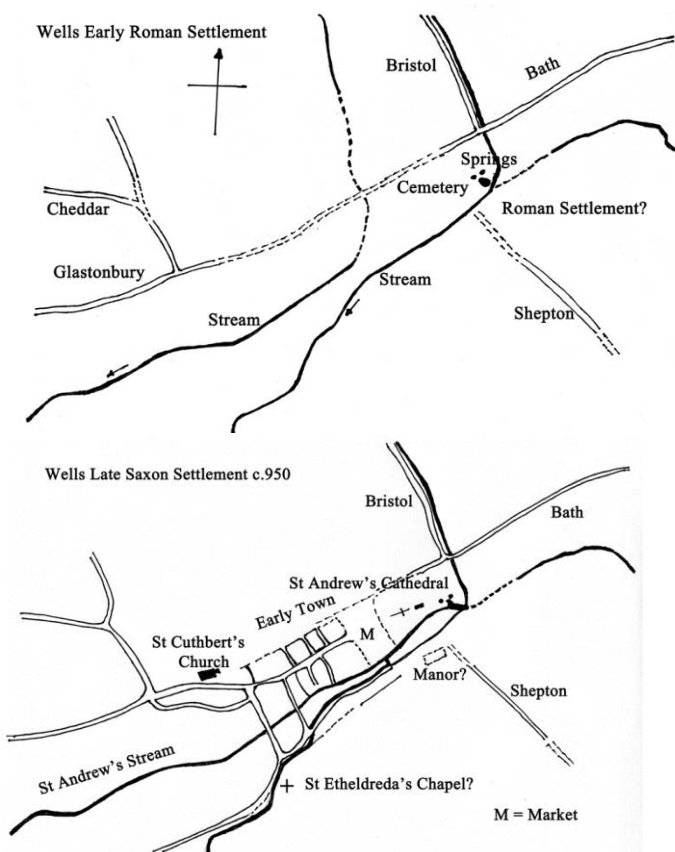 Wells Early Roman Settlement
Bristol
Bath
Springs
Cemetery
Cheddar
Roman Settlement?
Glastonbury
Stream
Stream
Shepton
Wells Late Saxon Settlement c.950
Bristol
Bath
St Andrew's Cathedral
Early Town
M
St Cuthbert's
Church
Manor?
Shepton
St Andrew's Stream
St Etheldreda's Chapel?
M = Market